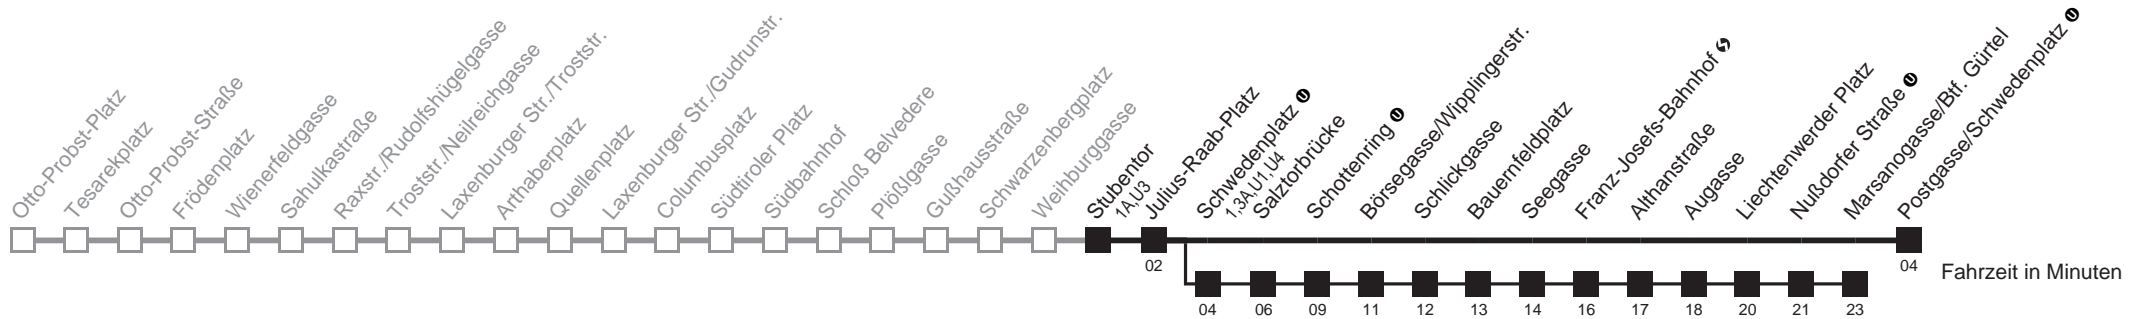 Otto-Probst-Platz
Tesarekplatz
Otto-Probst-Straße
Frödenplatz
Wienerfeldgasse
Sahulkastraße
Raxstr./Rudolfshügelgasse
Troststr./Neilreichgasse
Laxenburger Str./Troststr.
Arthaberplatz
Quellenplatz
Laxenburger Str./Gudrunstr.
Columbusplatz
Südtiroler Platz
Südbahnhof
Schloß Belvedere
Plößlgasse
Gußhausstraße
Schwarzenbergplatz
Weihburggasse
Stubentor
1A,U3
Julius-Raab-Platz
Schwedenplatz U
1,3A,U1,U4
Salztorbrücke
Schottenring U
Börsegasse/Wipplingerstr.
Schlickgasse
Bauernfeldplatz
Seegasse
Franz-Josefs-Bahnhof S
Althanstraße
Augasse
Liechtenwerder Platz
Nußdorfer Straße U
Marsanogasse/Btf. Gürtel
Postgasse/Schwedenplatz U
02
04
Fahrzeit in Minuten
04 06 09 11 12 13 14 16 17 18 20 21 23